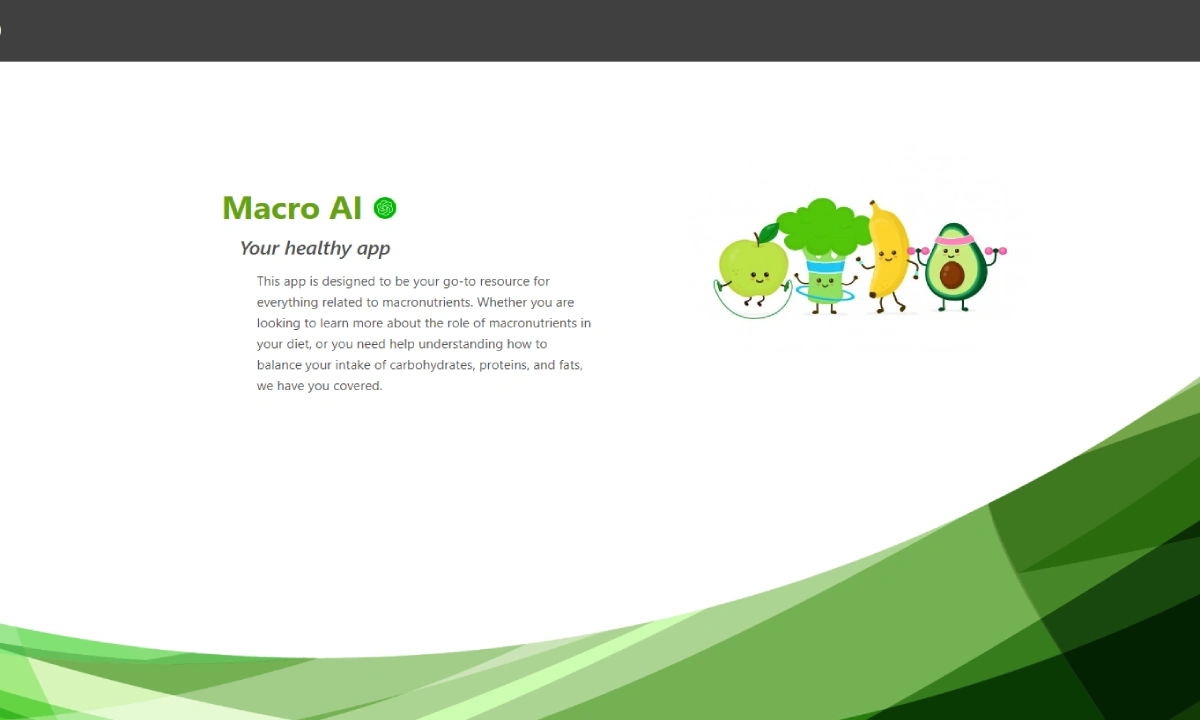 Macro AI
Your healthy app
This app is designed to be your go-to resource for
everything related to macronutrients. Whether you are
looking to learn more about the role of macronutrients in
your diet, or you need help understanding how to
balance your intake of carbohydrates, proteins, and fats,
we have you covered.